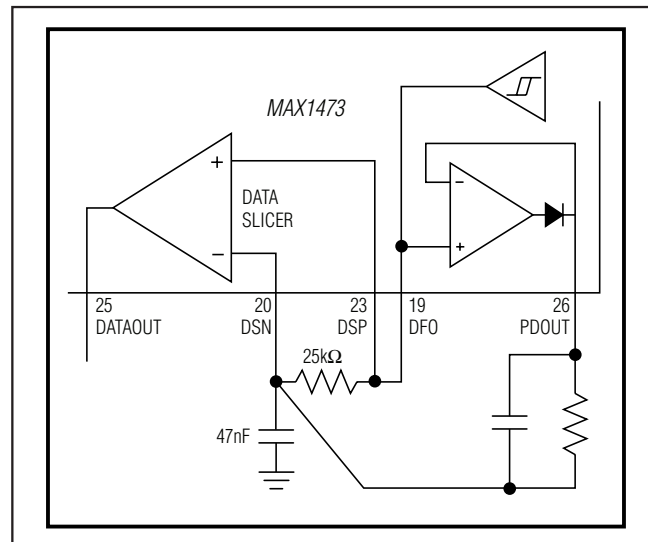 MAX1473
−
+
+
−
DATA
SLICER
25
DATAOUT
20
DSN
23
DSP
19
DFO
26
PDOUT
25kΩ
47nF